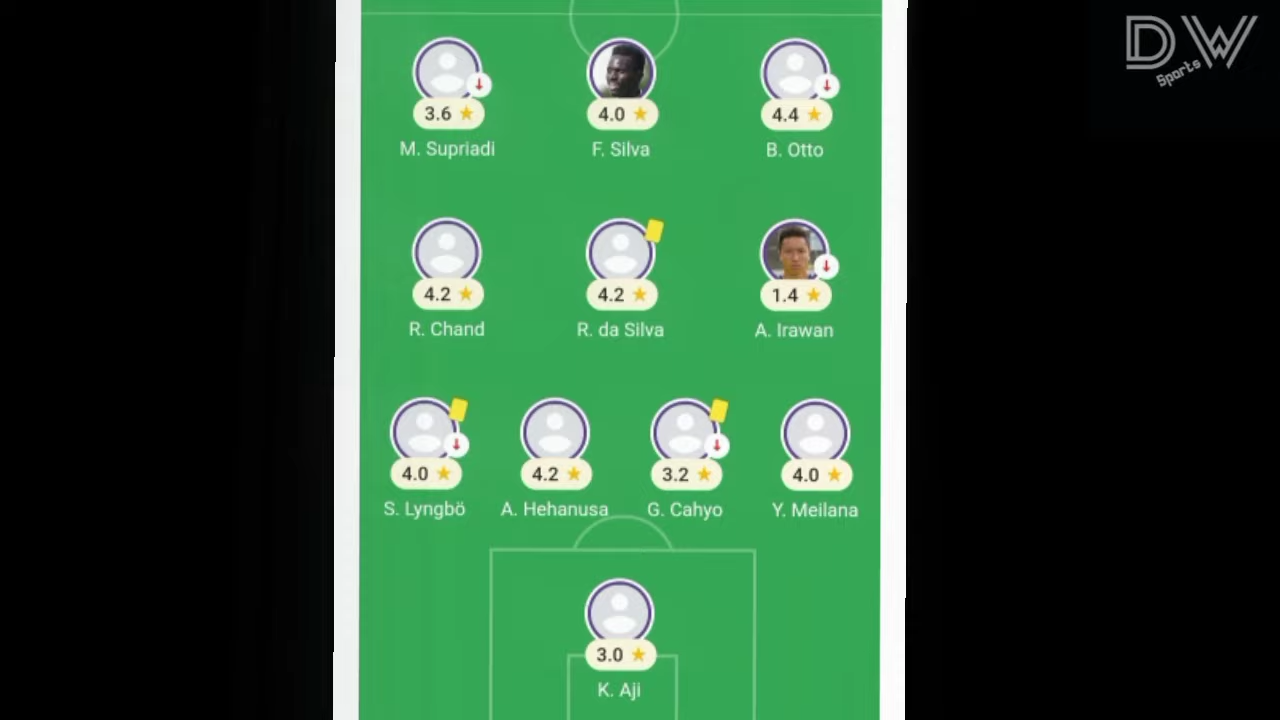 DW
Sports
3.6 4.0 4.4
M. Supriadi F. Silva B. Otto
4.2 4.2 1.4
R. Chand R. da Silva A. Irawan
4.0 4.2 3.2 4.0
S. Lyngbö A. Hehanusa G. Cahyo Y. Meilana
3.0
K. Aji